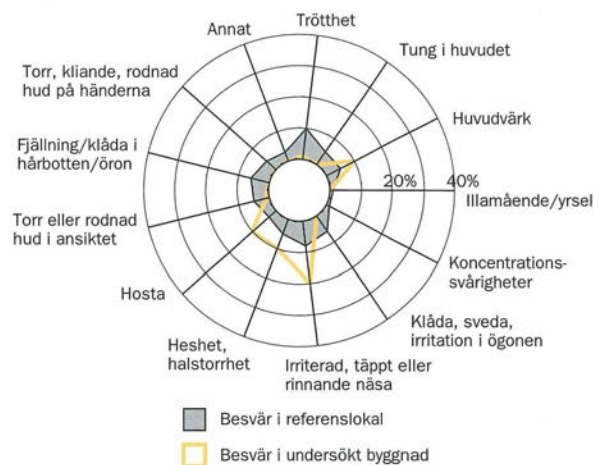 Trötthet
Annat
Tung i huvudet
Torr, kliande, rodnad
hud på händerna
Huvudvärk
Fjällning/klåda i
hårbotten/öron
20% 40%
Illamående/yrsel
Torr eller rodnad
hud i ansiktet
Koncentrations-
svårigheter
Hosta
Klåda, sveda,
irritation i ögonen
Heshet,
halstorrhet
Irriterad, täppt eller
rinnande näsa
Besvär i referenslokal
Besvär i undersökt byggnad